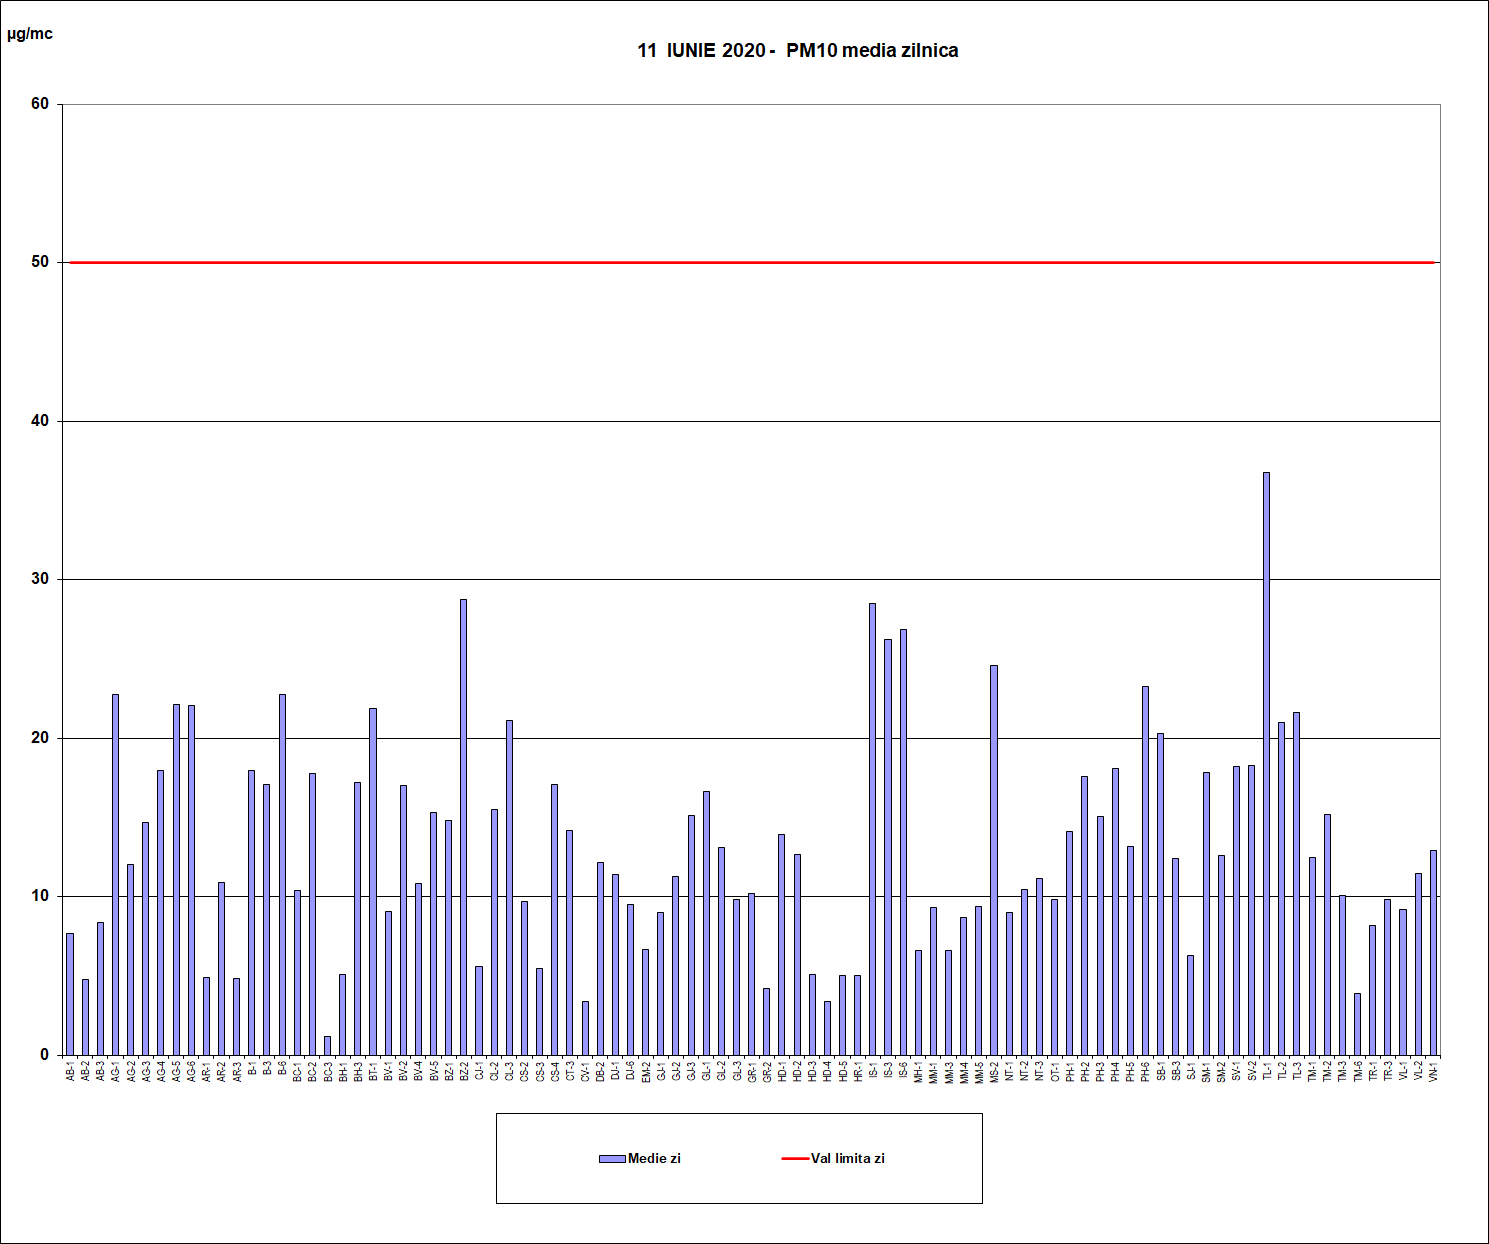 µg/mc
11 IUNIE 2020 - PM10 media zilnica
60
50
40
30
20
10
0
AB-1 AB-2 AB-3 AG-1 AG-2 AG-3 AG-4 AG-5 AG-6 AR-1 AR-2 AR-3 B-1 B-3 B-6 BC-1 BC-2 BC-3 BH-1 BH-3 BT-1 BV-1 BV-2 BV-4 BV-5 BZ-1 BZ-2 CJ-1 CL-2 CL-3 CS-2 CS-3 CS-4 CT-3 CV-1 DB-2 DJ-1 DJ-6 EM-2 GJ-1 GJ-2 GJ-3 GL-1 GL-2 GL-3 GR-1 GR-2 HD-1 HD-2 HD-3 HD-4 HD-5 HR-1 IS-1 IS-3 IS-6 MH-1 MM-1 MM-3 MM-4 MM-5 MS-2 NT-1 NT-2 NT-3 OT-1 PH-1 PH-2 PH-3 PH-4 PH-5 PH-6 SB-1 SB-3 SJ-1 SM-1 SM-2 SV-1 SV-2 TL-1 TL-2 TL-3 TM-1 TM-2 TM-3 TM-6 TR-1 TR-3 VL-1 VL-2 VN-1
Medie zi Val limita zi